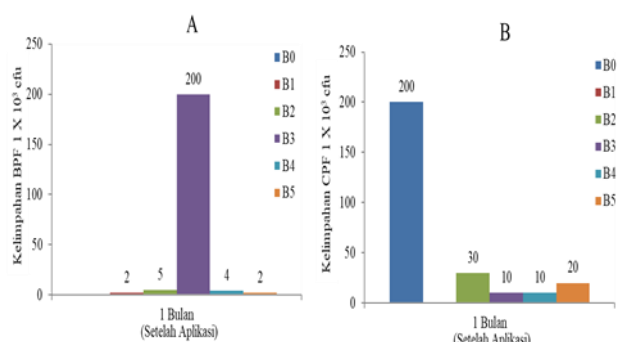 A
Kelimpahan BPF 1 X 10³ cfu
250
200
150
100
50
0
2
5
200
4
2
B0
B1
B2
B3
B4
B5
1 Bulan
(Setelah Aplikasi)
B
Kelimpahan CPF 1 X 10³ cfu
250
200
150
100
50
0
200
30
10
10
20
B0
B1
B2
B3
B4
B5
1 Bulan
(Setelah Aplikasi)